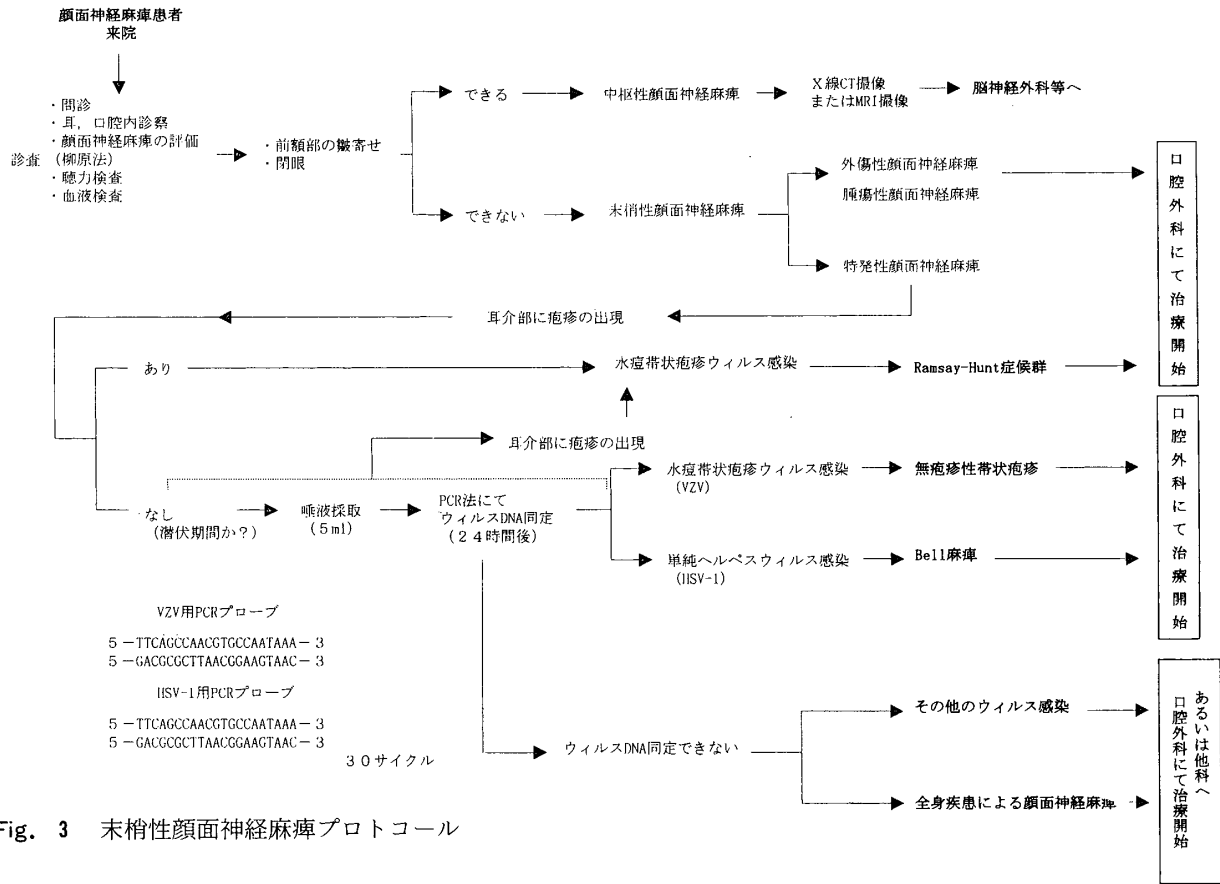 顔面神経麻痺患者
来院
・問診
・耳，口腔内診察
・顔面神経麻痺の評価
診査 （柳原法）
・聴力検査
・血液検査
・前額部の皺寄せ
・閉眼
できる
中枢性顔面神経麻痺
X線CT撮像
またはMRI撮像
脳神経外科等へ
できない
末梢性顔面神経麻痺
外傷性顔面神経麻痺
腫瘍性顔面神経麻痺
特発性顔面神経麻痺
口腔外科にて治療開始
耳介部に疱疹の出現
あり
水痘帯状疱疹ウィルス感染
Ramsay-Hunt症候群
耳介部に疱疹の出現
なし
(潜伏期間か？)
唾液採取
(５ml)
PCR法にて
ウィルスDNA同定
(２４時間後)
水痘帯状疱疹ウィルス感染
(VZV)
無疱疹性帯状疱疹
単純ヘルペスウィルス感染
(HSV-1)
Bell麻痺
口腔外科にて治療開始
VZV用PCRプローブ
5－TTCAGCCAACGTGCCAATAAA－3
5－GACGCGCTTAACGGAAGTAAC－3
HSV-1用PCRプローブ
5－TTCAGCCAACGTGCCAATAAA－3
5－GACGCGCTTAACGGAAGTAAC－3
３０サイクル
ウィルスDNA同定できない
その他のウィルス感染
全身疾患による顔面神経麻痺
口腔外科にて治療開始
あるいは他科へ
Fig. 3 末梢性顔面神経麻痺プロトコール